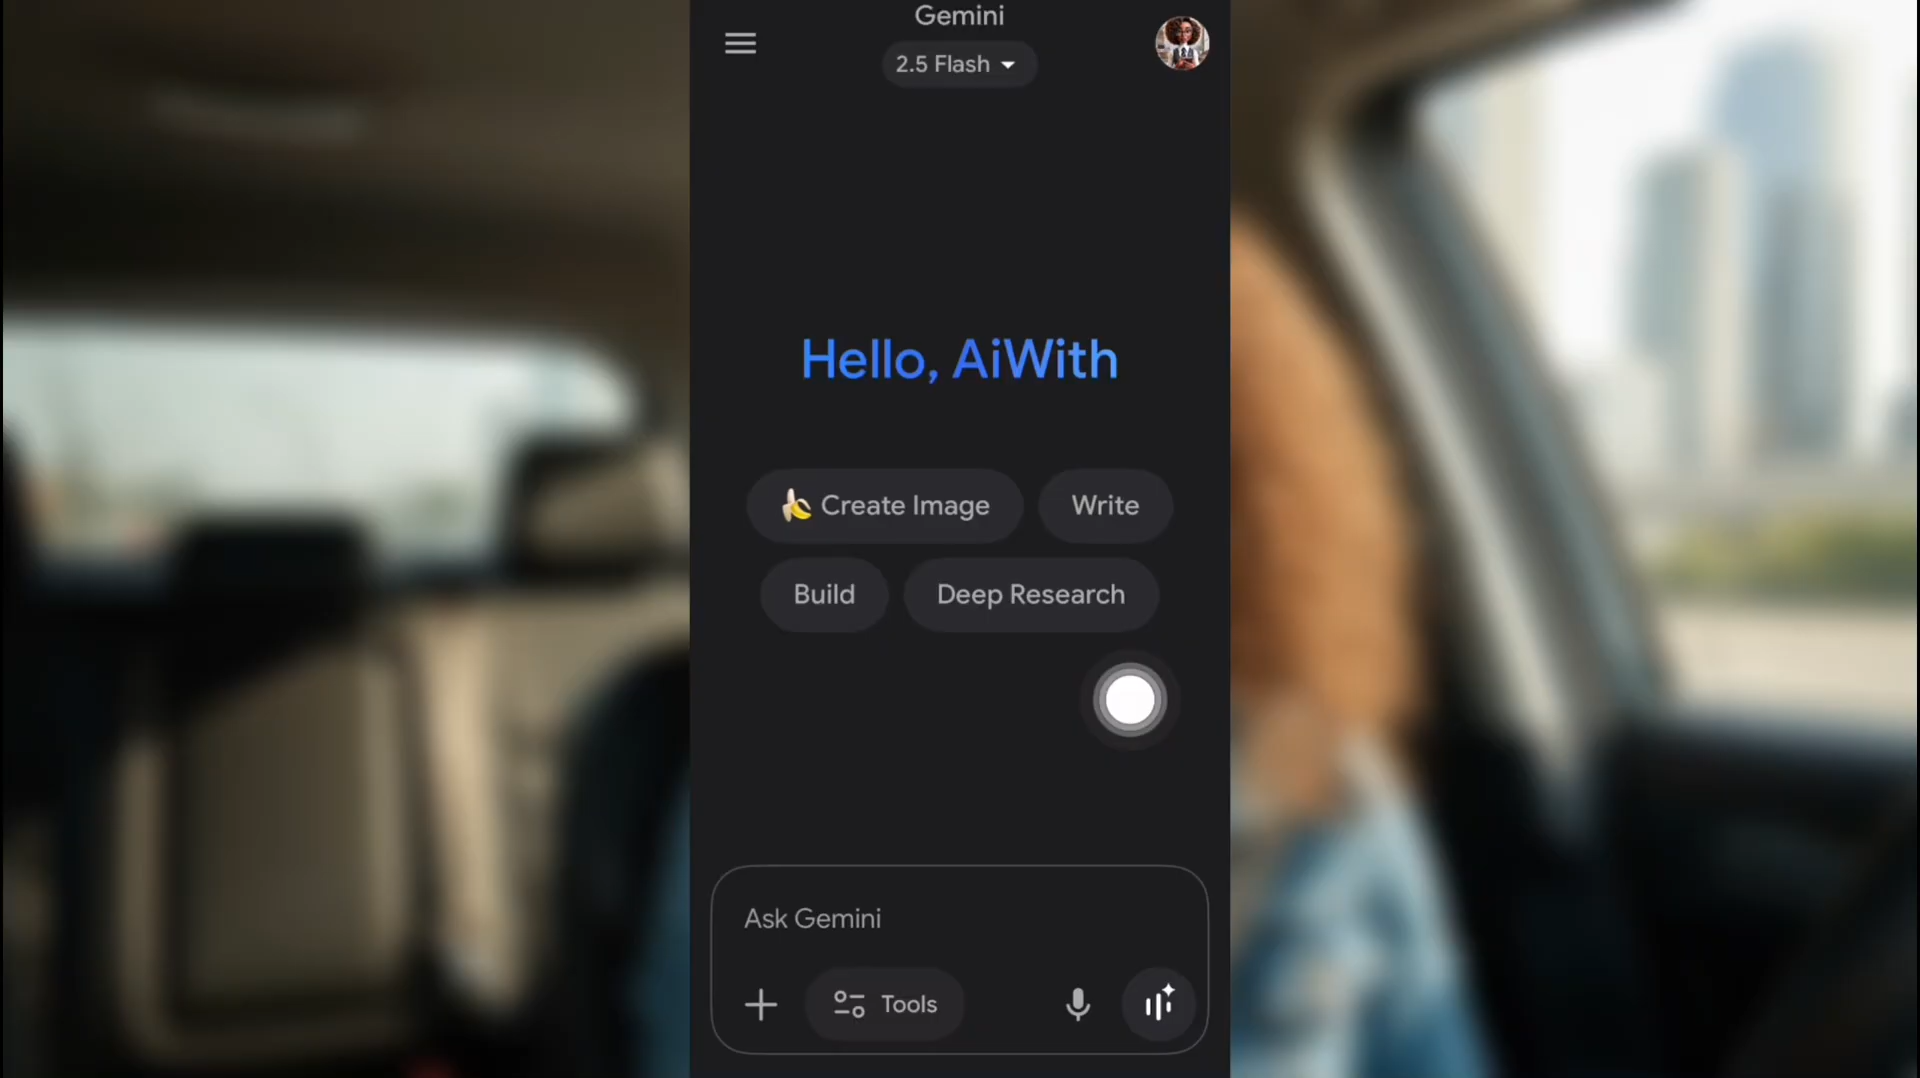 Gemini
2.5 Flash
Hello, AiWith
🍌 Create Image
Write
Build
Deep Research
Ask Gemini
Tools